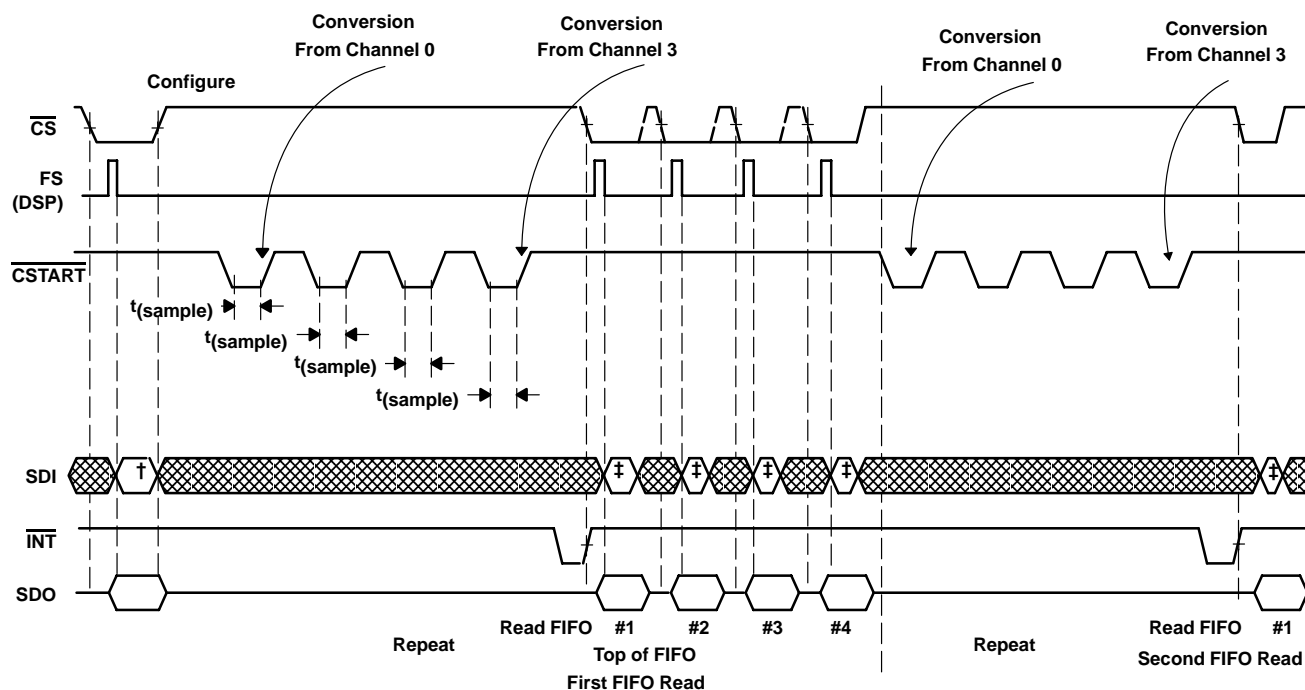 Conversion
From Channel 0
Conversion
From Channel 3
Conversion
From Channel 0
Conversion
From Channel 3
Configure
CS
FS
(DSP)
CSTART
t(sample)
t(sample)
t(sample)
t(sample)
SDI
†
‡
‡
‡
‡
‡
INT
SDO
Repeat
Read FIFO
#1
#2
#3
#4
Top of FIFO
First FIFO Read
Repeat
Read FIFO
#1
Second FIFO Read